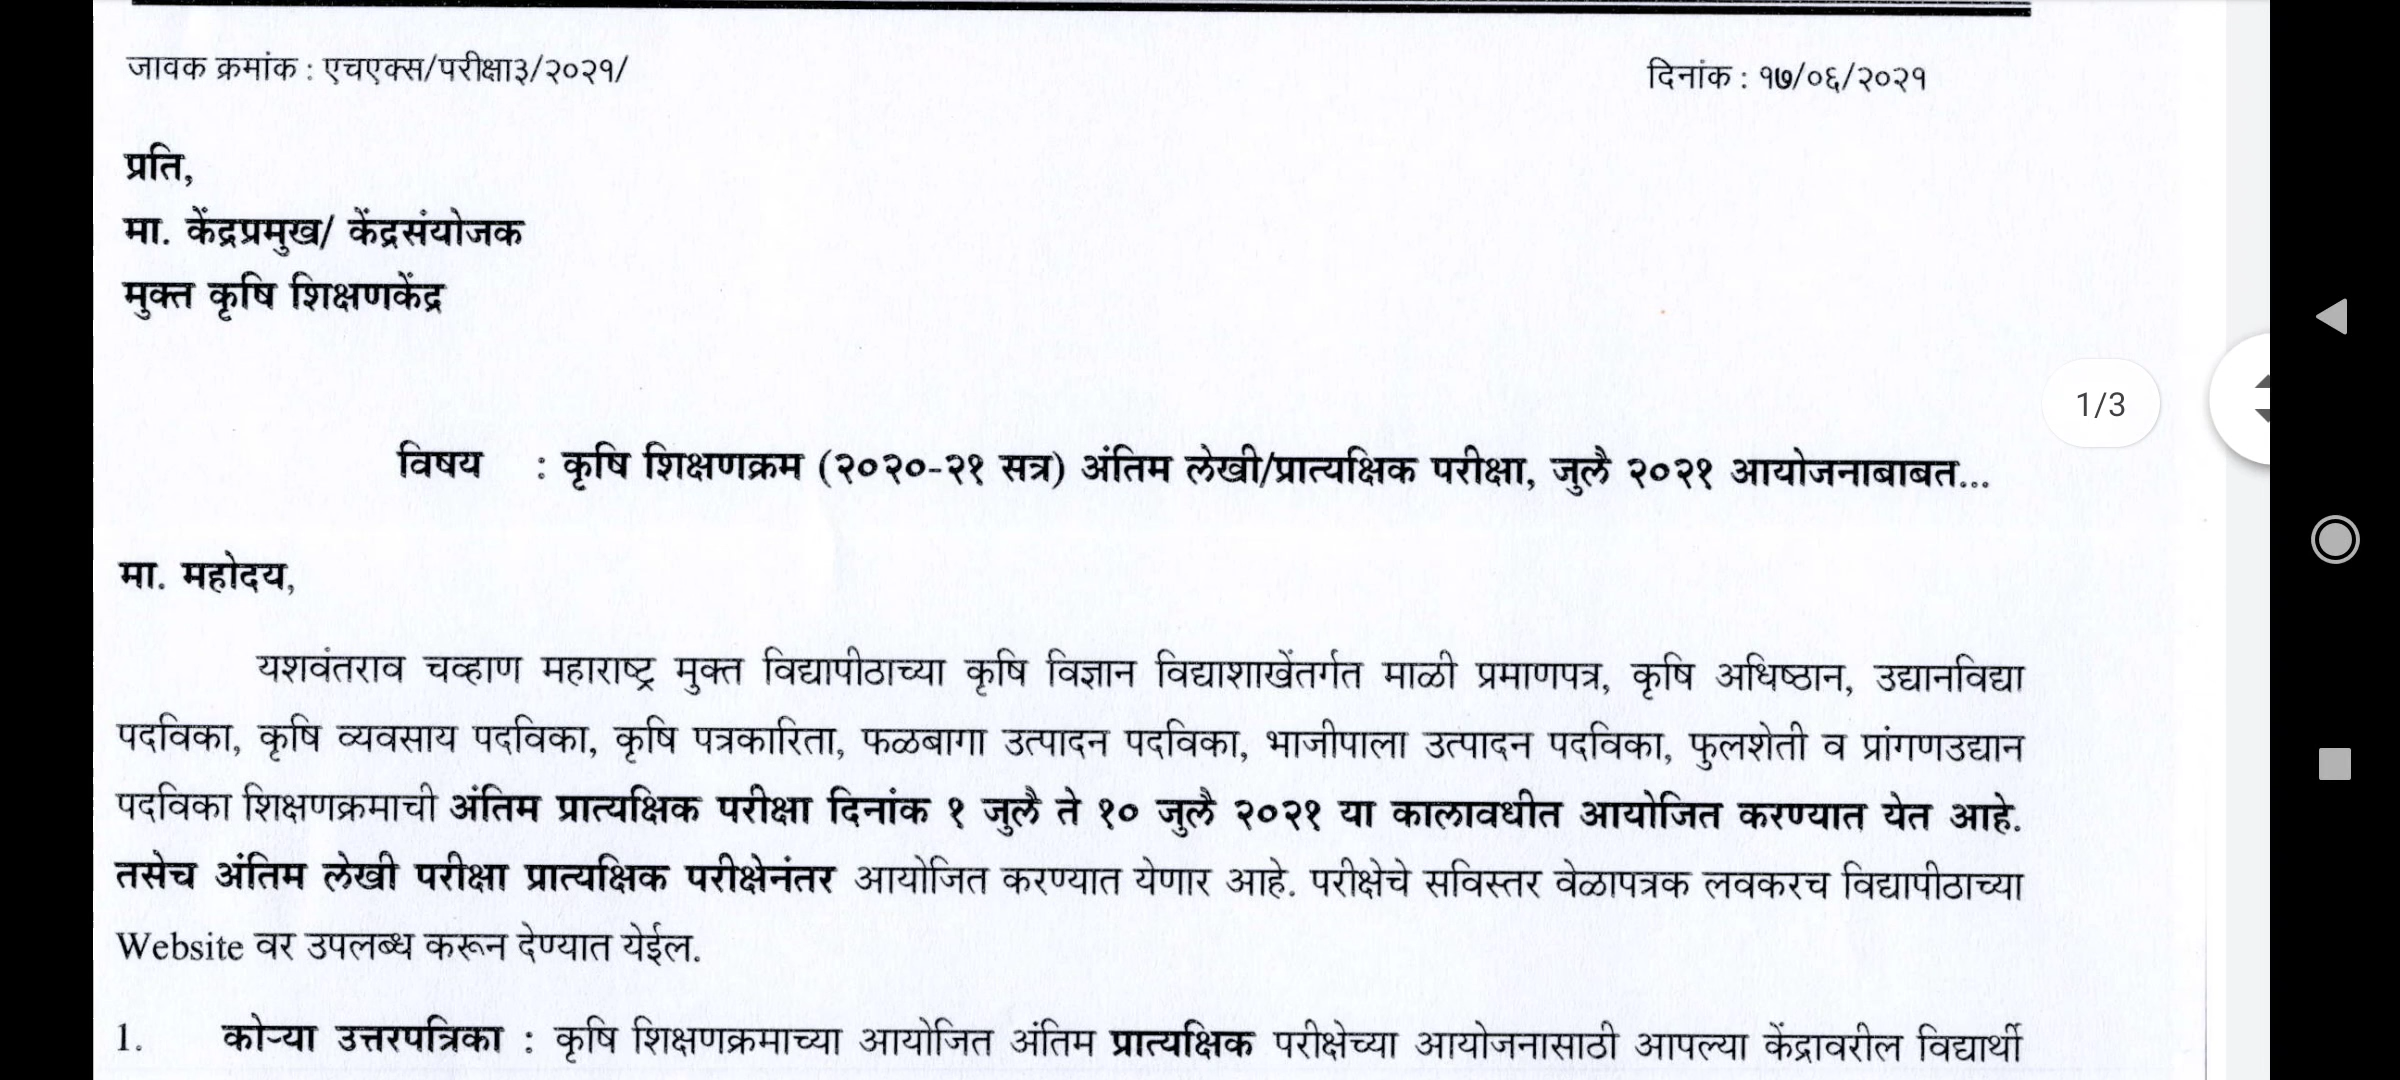 जावक क्रमांक : एचएक्स/परीक्षा३/२०२१/
दिनांक : १७/०६/२०२१
प्रति,
मा. केंद्रप्रमुख/ केंद्रसंयोजक
मुक्त कृषि शिक्षणकेंद्र
विषय : कृषि शिक्षणक्रम (२०२०-२१ सत्र) अंतिम लेखी/प्रात्यक्षिक परीक्षा, जुलै २०२१ आयोजनाबाबत...
1/3
मा. महोदय,
यशवंतराव चव्हाण महाराष्ट्र मुक्त विद्यापीठाच्या कृषि विज्ञान विद्याशाखेंतर्गत माळी प्रमाणपत्र, कृषि अधिष्ठान, उद्यानविद्या
पदविका, कृषि व्यवसाय पदविका, कृषि पत्रकारिता, फळबागा उत्पादन पदविका, भाजीपाला उत्पादन पदविका, फुलशेती व प्रांगणउद्यान
पदविका शिक्षणक्रमाची अंतिम प्रात्यक्षिक परीक्षा दिनांक १ जुलै ते १० जुलै २०२१ या कालावधीत आयोजित करण्यात येत आहे.
तसेच अंतिम लेखी परीक्षा प्रात्यक्षिक परीक्षेनंतर आयोजित करण्यात येणार आहे. परीक्षेचे सविस्तर वेळापत्रक लवकरच विद्यापीठाच्या
Website वर उपलब्ध करून देण्यात येईल.
1. कोऱ्या उत्तरपत्रिका : कृषि शिक्षणक्रमाच्या आयोजित अंतिम प्रात्यक्षिक परीक्षेच्या आयोजनासाठी आपल्या केंद्रावरील विद्यार्थी